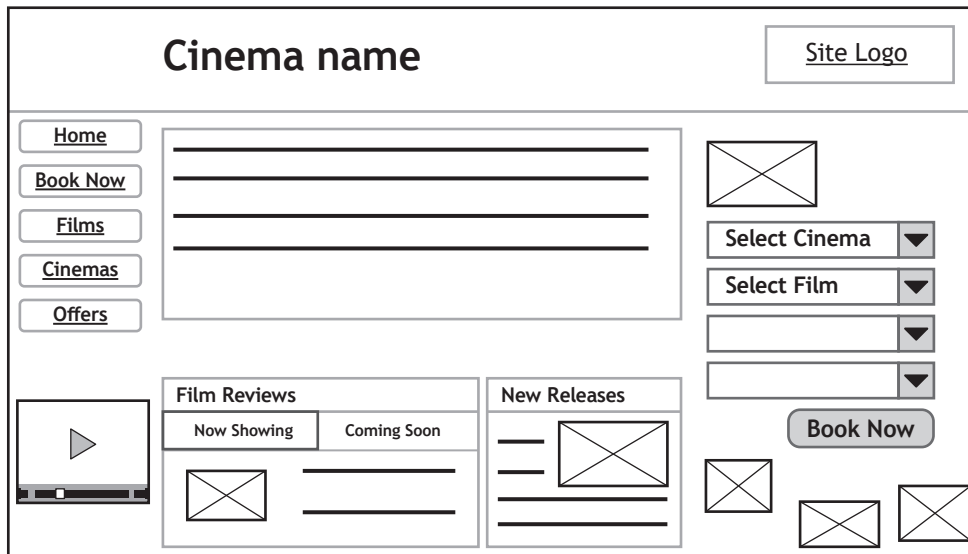 Cinema name
Site Logo
Home
Book Now
Films
Cinemas
Offers
Select Cinema
Select Film
Book Now
Film Reviews
Now Showing
Coming Soon
New Releases